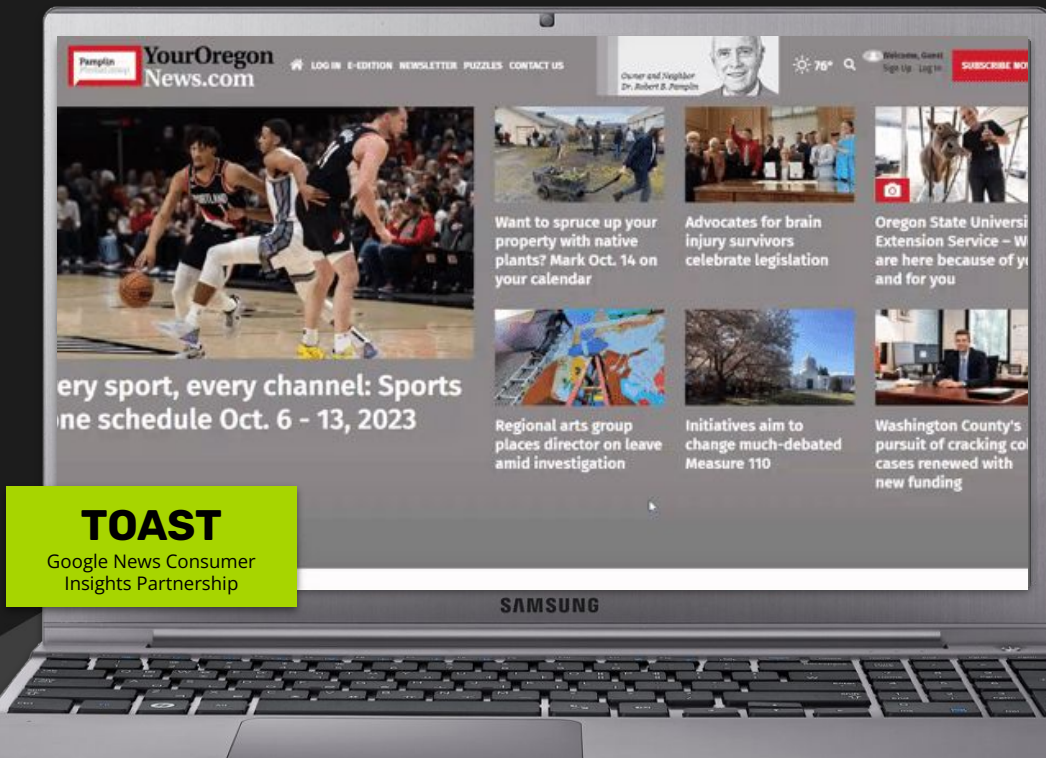 Pamplin
YourOregon
News.com
LOG IN E-EDITION NEWSLETTER PUZZLES CONTACT US
Owner and Neighbor
Dr. Robert B. Pamplin
76°
Welcome, Guest
Sign Up Log In
SUBSCRIBE NO
PORTLAND
ery sport, every channel: Sports
ne schedule Oct. 6 - 13, 2023
Want to spruce up your
property with native
plants? Mark Oct. 14 on
your calendar
Advocates for brain
injury survivors
celebrate legislation
Oregon State Universi
Extension Service – W
are here because of y
and for you
Regional arts group
places director on leave
amid investigation
Initiatives aim to
change much-debated
Measure 110
Washington County's
pursuit of cracking co
cases renewed with
new funding
TOAST
Google News Consumer
Insights Partnership
SAMSUNG